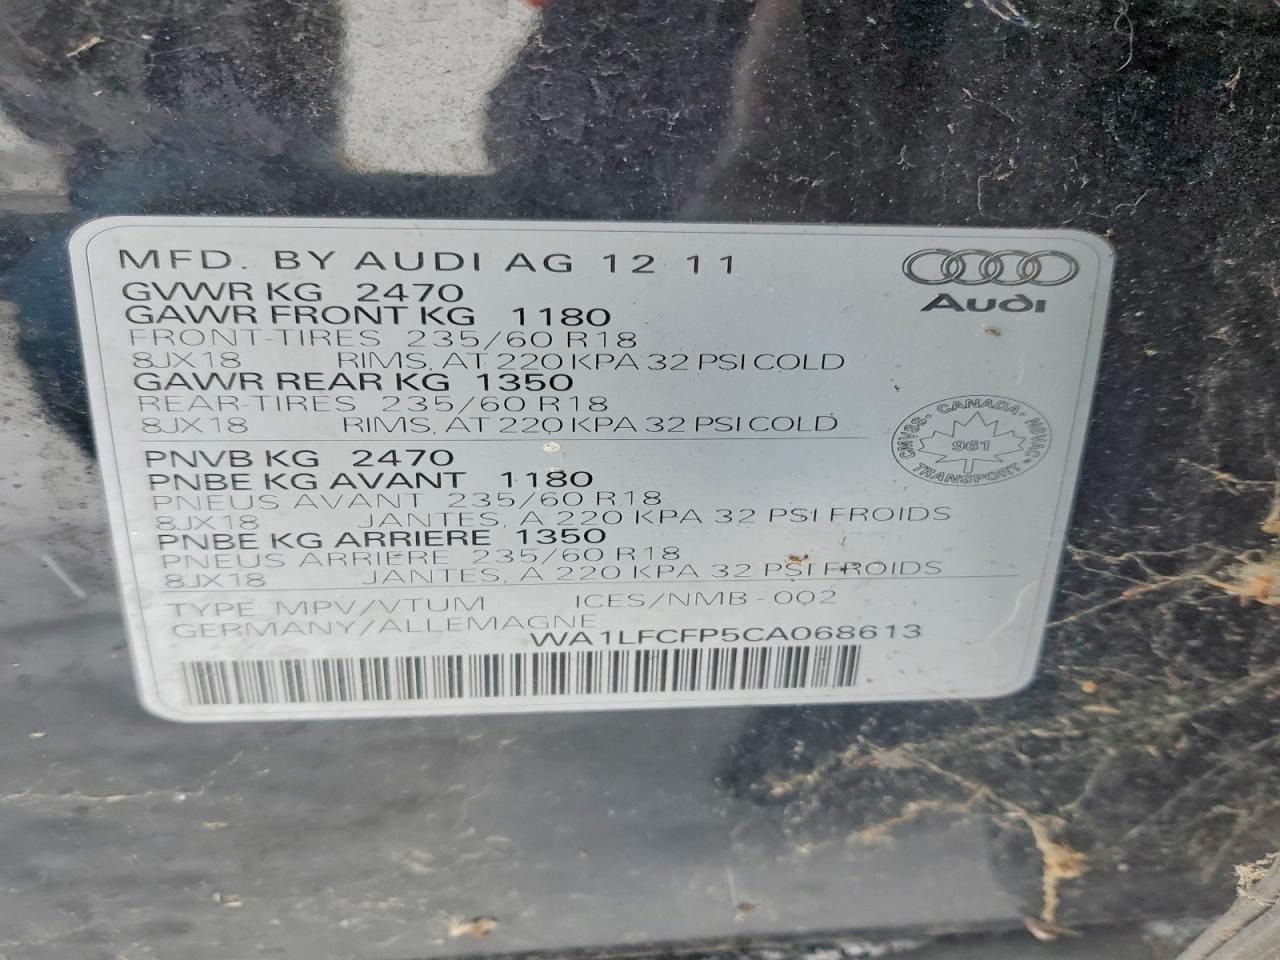 MFD. BY AUDI AG 12 11
Audi
GVWR KG 2470
GAWR FRONT KG 1180
FRONT-TIRES 235/60 R18
8JX18 RIMS, AT 220 KPA 32 PSI COLD
GAWR REAR KG 1350
REAR-TIRES 235/60 R18
8JX18 RIMS, AT 220 KPA 32 PSI COLD
CMVSS · CANADA · NSVAC · TRANSPORT
961
PNVB KG 2470
PNBE KG AVANT 1180
PNEUS AVANT 235/60 R18
8JX18 JANTES, A 220 KPA 32 PSI FROIDS
PNBE KG ARRIERE 1350
PNEUS ARRIÈRE 235/60 R18
8JX18 JANTES, A 220 KPA 32 PSI FROIDS
TYPE: MPV/VTUM ICES/NMB-002
GERMANY/ALLEMAGNE
WA1LFCFP5CA068613